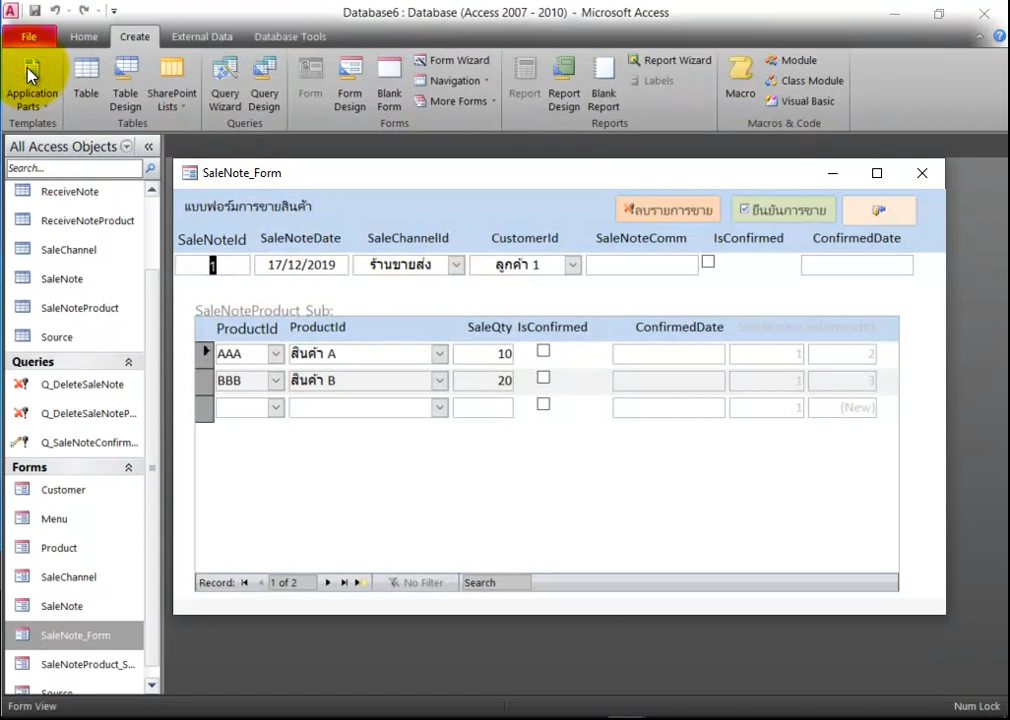 Database6 : Database (Access 2007 - 2010) - Microsoft Access
File Home Create External Data Database Tools
Application Parts
Table
Table Design
SharePoint Lists
Query Wizard
Query Design
Form
Form Design
Blank Form
Form Wizard
Navigation
More Forms
Report
Report Design
Blank Report
Report Wizard
Labels
Macro
Module
Class Module
Visual Basic
Templates Tables Queries Forms Reports Macros & Code
All Access Objects
Search...
ReceiveNote
ReceiveNoteProduct
SaleChannel
SaleNote
SaleNoteProduct
Source
Queries
Q_DeleteSaleNote
Q_DeleteSaleNoteP...
Q_SaleNoteConfirm...
Forms
Customer
Menu
Product
SaleChannel
SaleNote
SaleNote_Form
SaleNoteProduct_S...
Source
SaleNote_Form
แบบฟอร์มการขายสินค้า
ลบรายการขาย
ยืนยันการขาย
SaleNoteId SaleNoteDate SaleChannelId CustomerId SaleNoteComm IsConfirmed ConfirmedDate
1 17/12/2019 ร้านขายส่ง ลูกค้า 1
SaleNoteProduct_Sub:
ProductId ProductId SaleQty IsConfirmed ConfirmedDate
AAA สินค้า A 10 1 2
BBB สินค้า B 20 1 3
1 (New)
Record: 1 of 2 No Filter Search
Form View
Num Lock